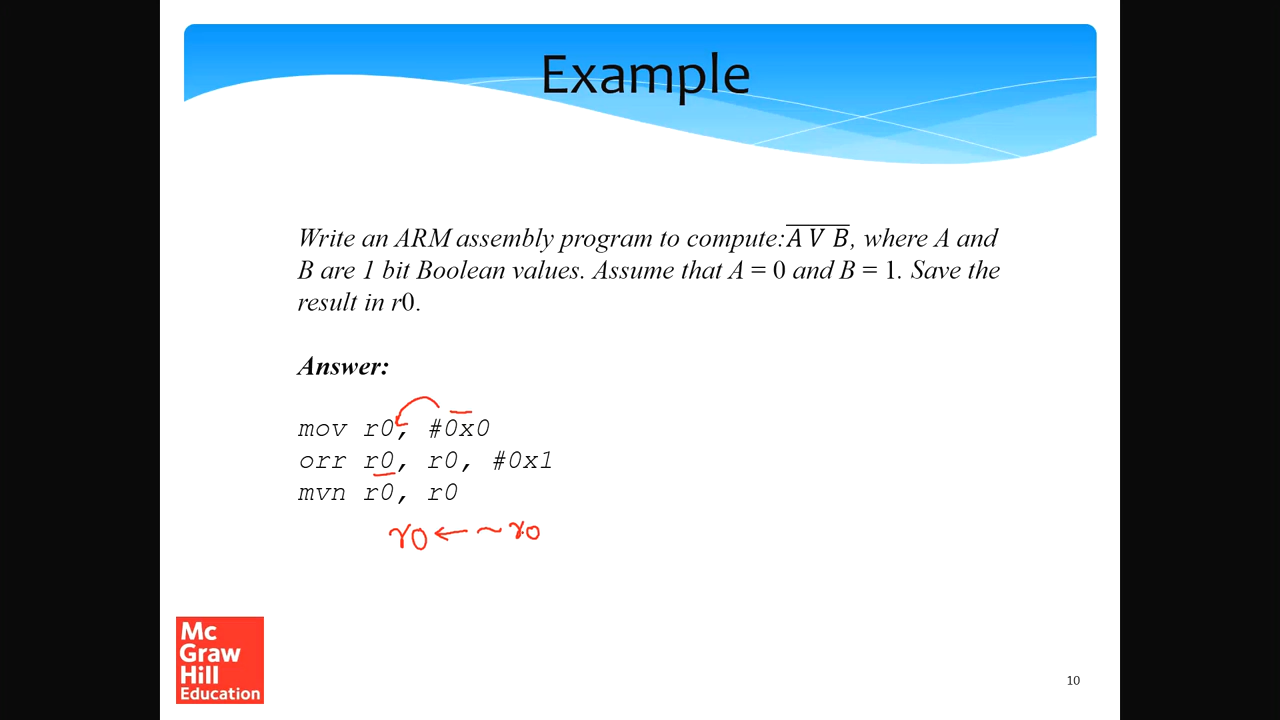 Example
Write an ARM assembly program to compute:A̅ ̅V̅ ̅B̅, where A and
B are 1 bit Boolean values. Assume that A = 0 and B = 1. Save the
result in r0.
Answer:
mov r0, #0x0
orr r0, r0, #0x1
mvn r0, r0
r0 ← ~ r0
Mc
Graw
Hill
Education
10